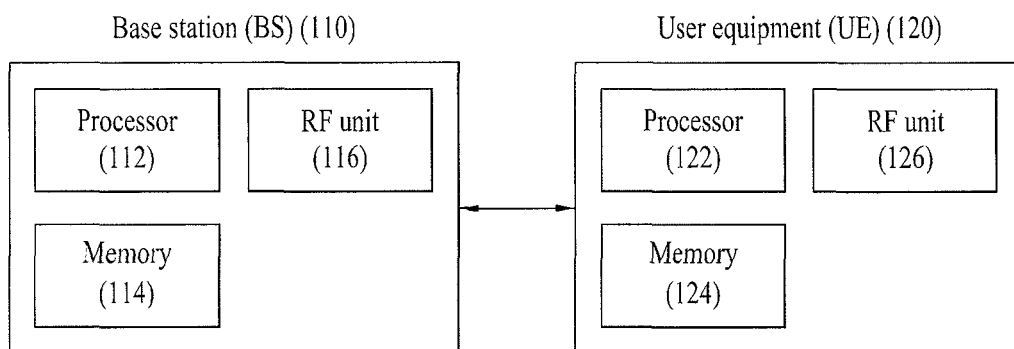 Base station (BS) (110)
User equipment (UE) (120)
Processor
(112)
RF unit
(116)
Processor
(122)
RF unit
(126)
Memory
(114)
Memory
(124)